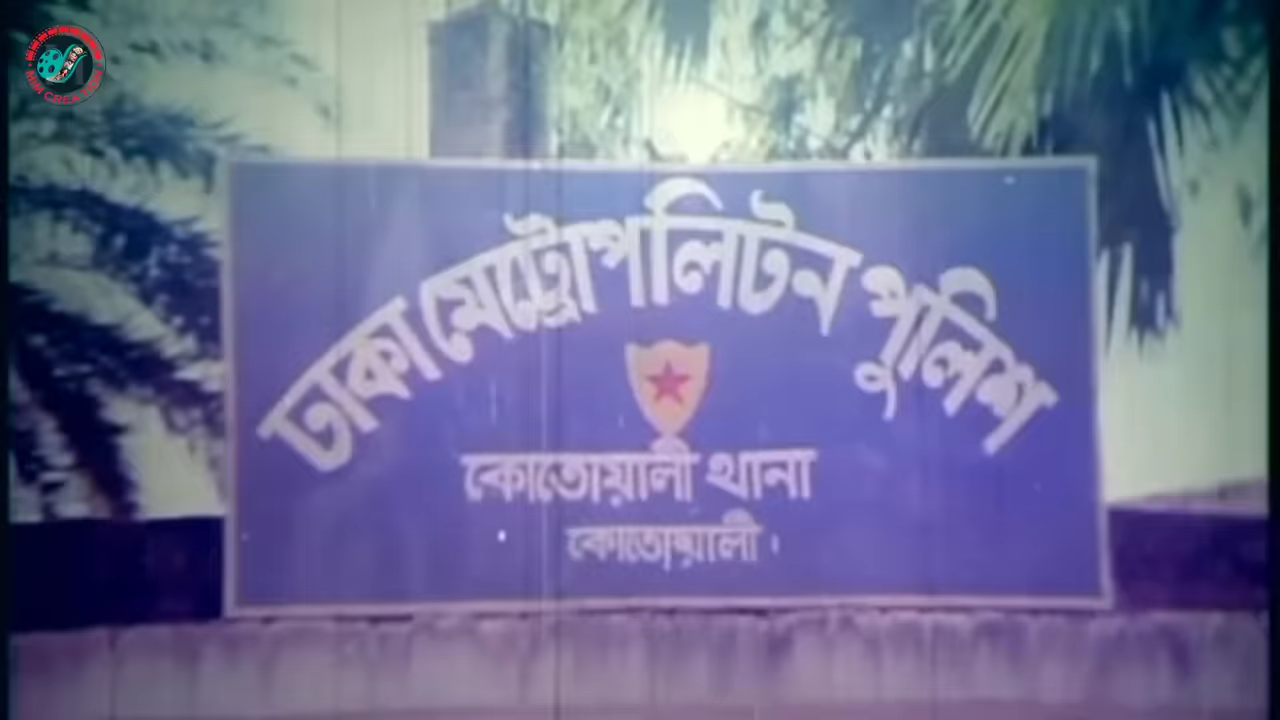 ঢাকা মেট্রোপলিটন পুলিশ
কোতোয়ালী থানা
কোতোয়ালী।